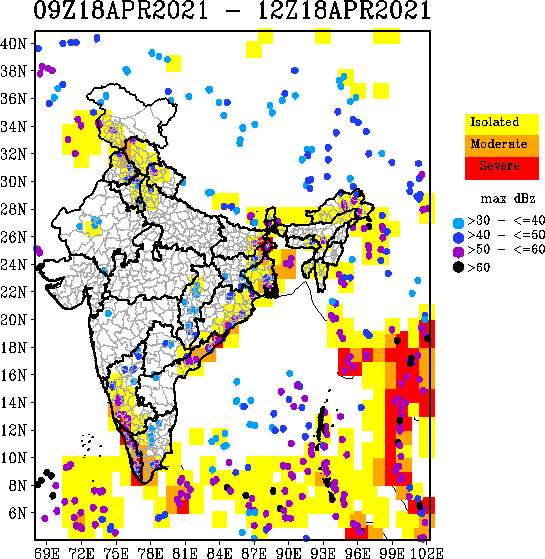 09Z18APR2021 – 12Z18APR2021
40N
38N
36N
34N
32N
30N
28N
26N
24N
22N
20N
18N
16N
14N
12N
10N
8N
6N
69E 72E 75E 78E 81E 84E 87E 90E 93E 96E 99E 102E
Isolated
Moderate
Severe
max dBz
>30 – <=40
>40 – <=50
>50 – <=60
>60